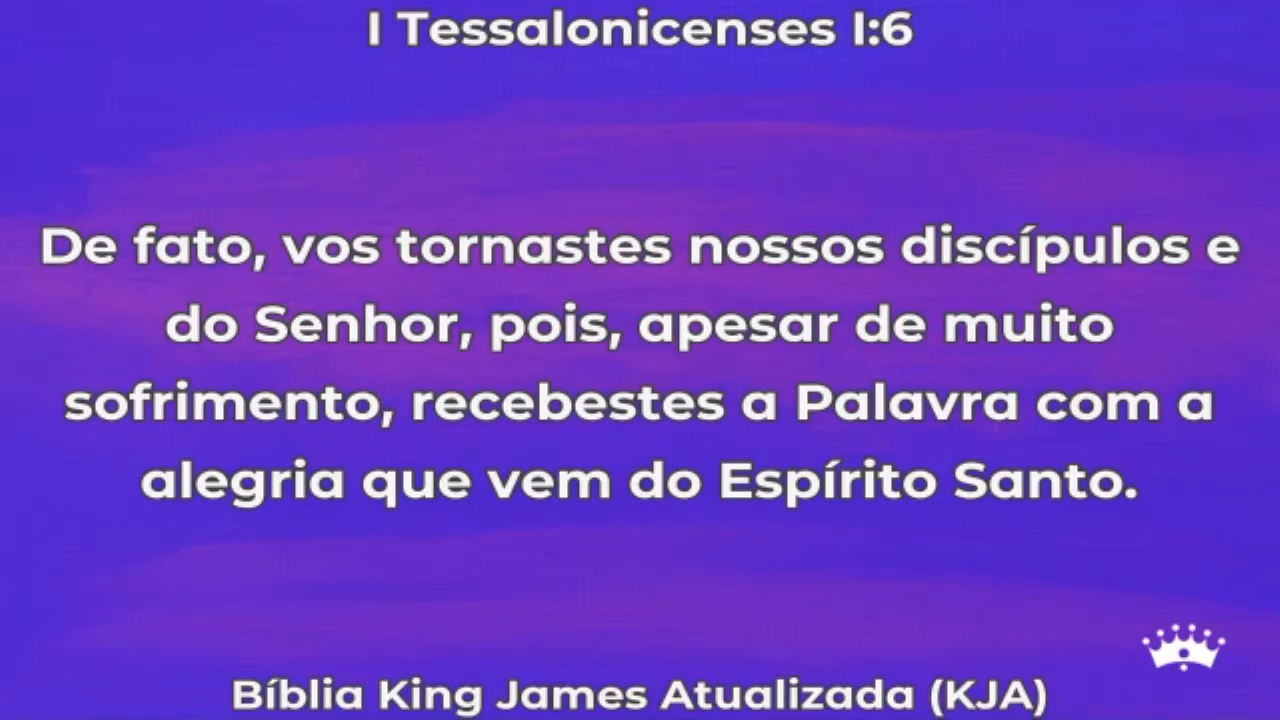 I Tessalonicenses I:6
De fato, vos tornastes nossos discípulos e
do Senhor, pois, apesar de muito
sofrimento, recebestes a Palavra com a
alegria que vem do Espírito Santo.
Bíblia King James Atualizada (KJA)